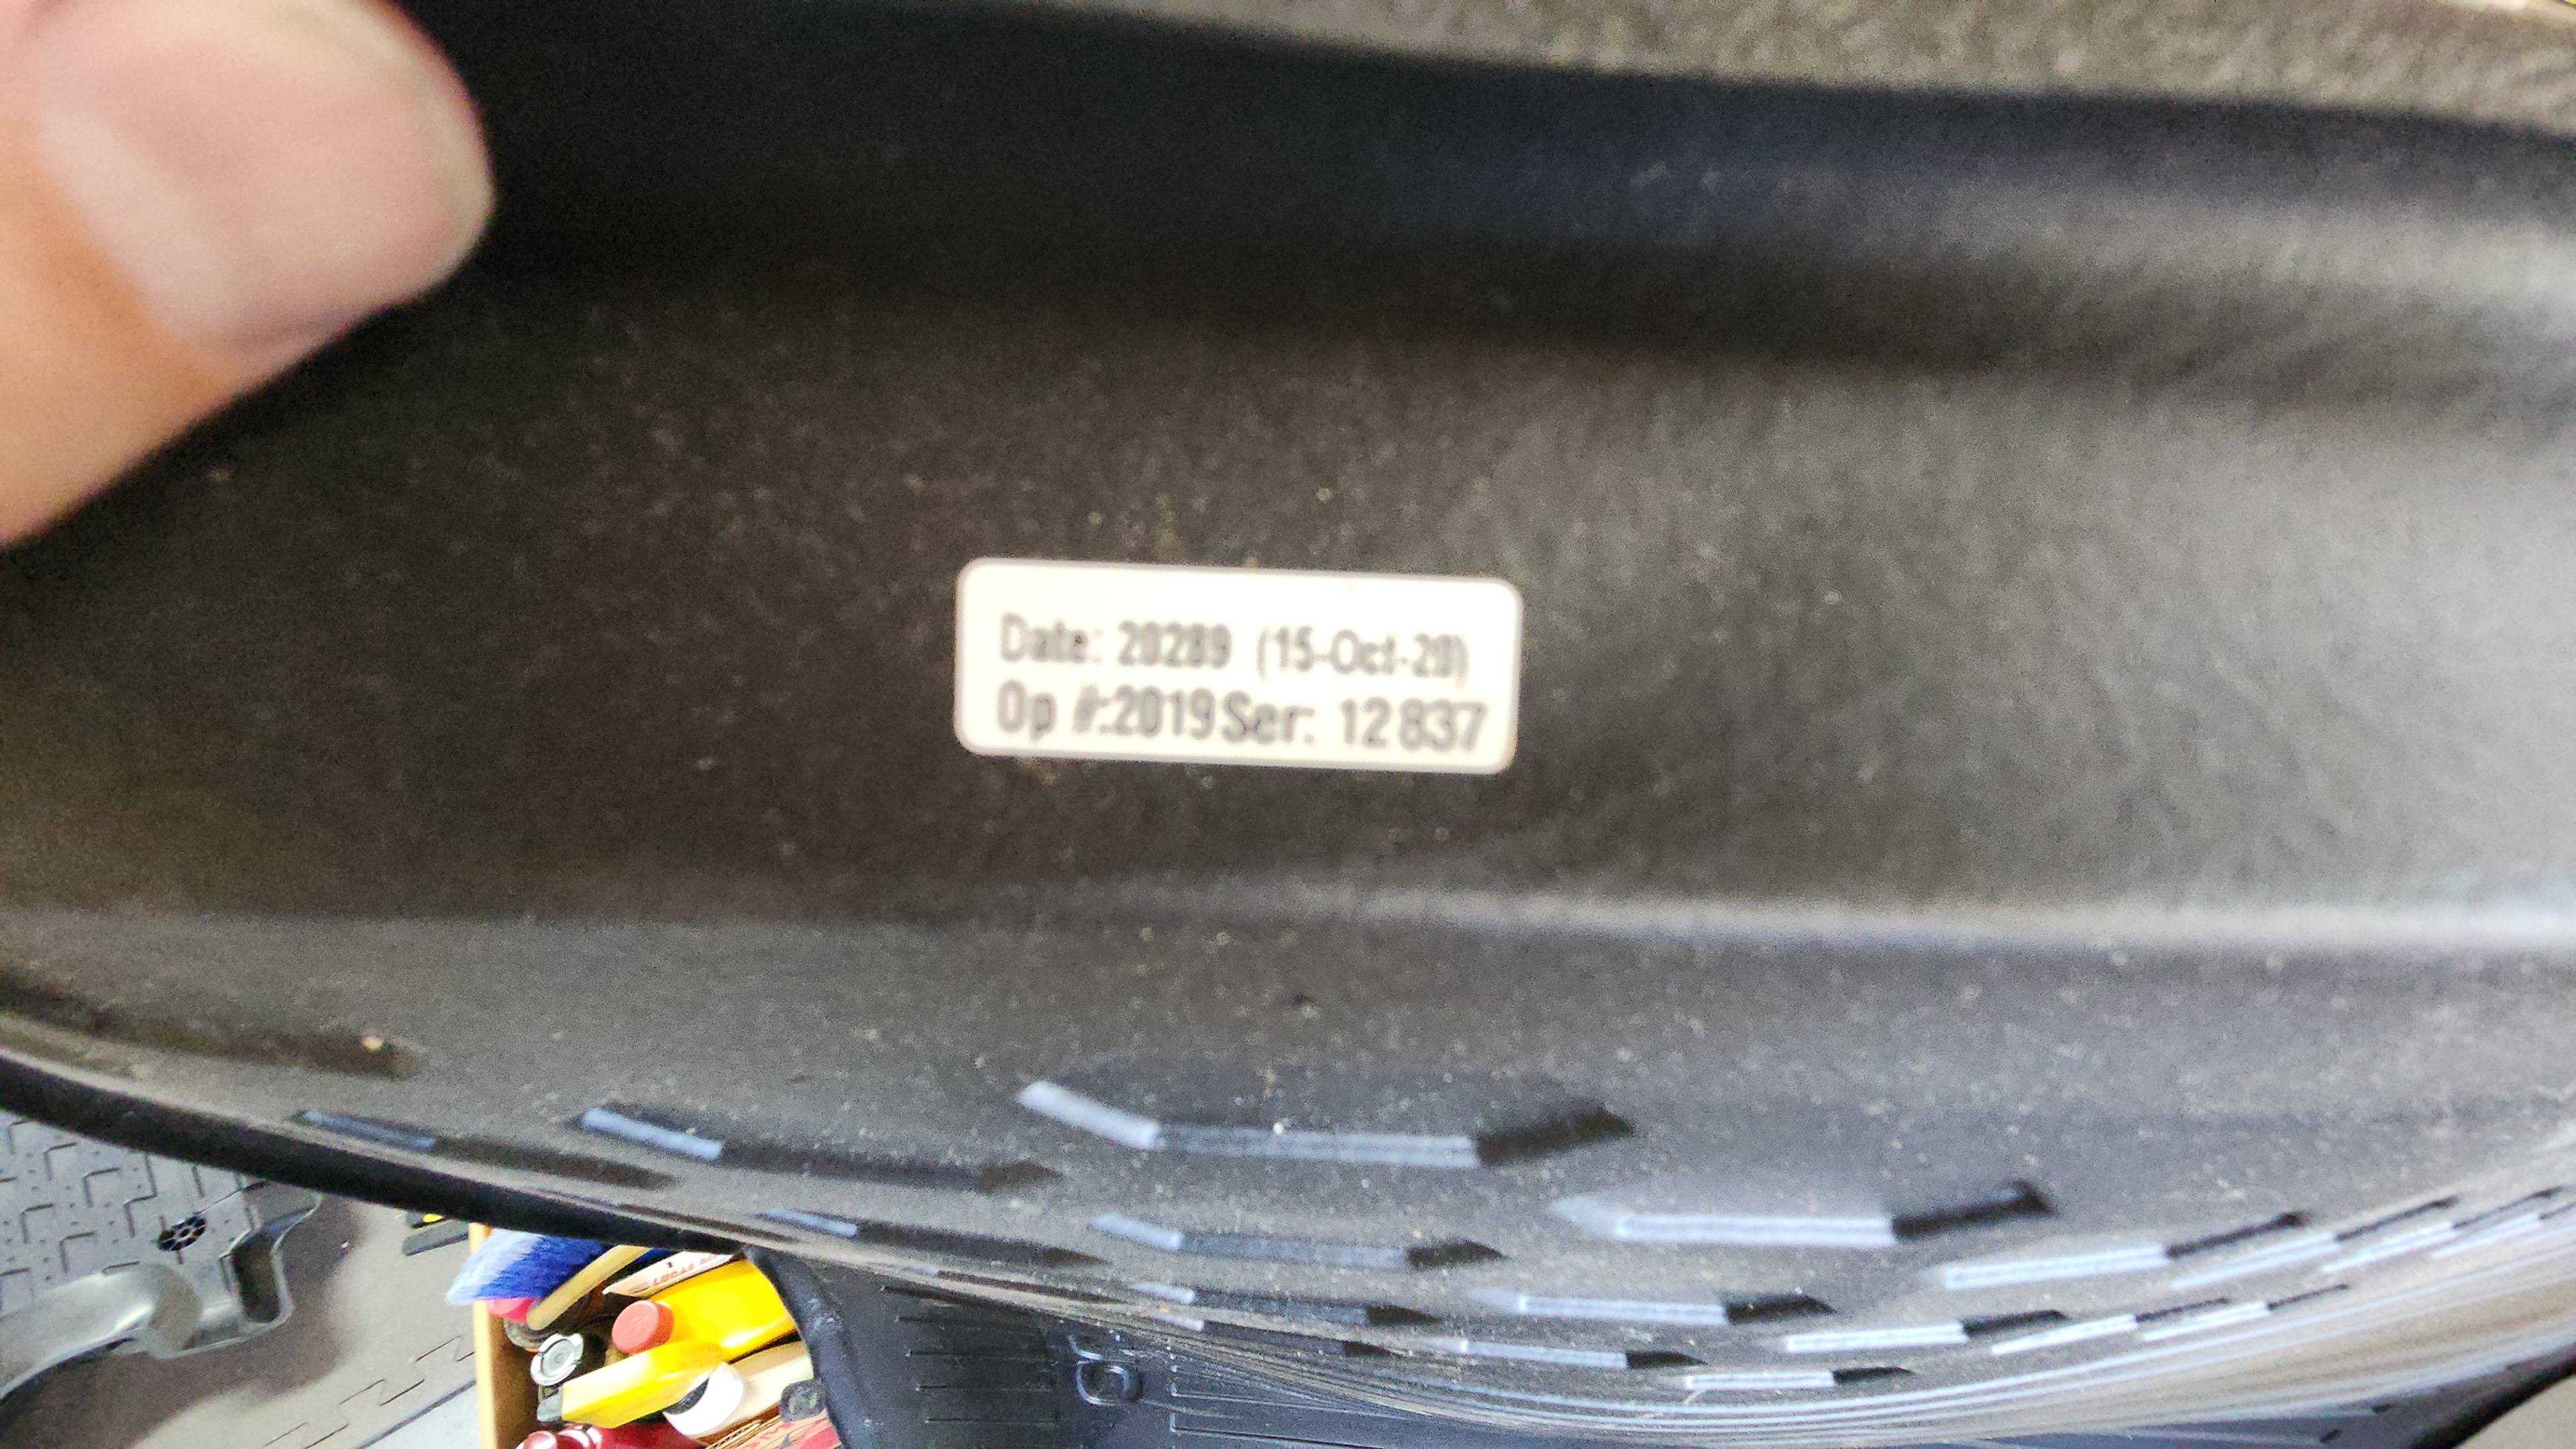 Date: 20289 (15-Oct-20)
Op #:2019 Ser: 12837